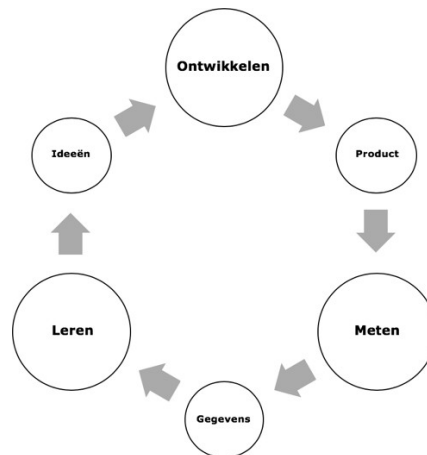 Ontwikkelen
Product
Meten
Gegevens
Leren
Ideeën